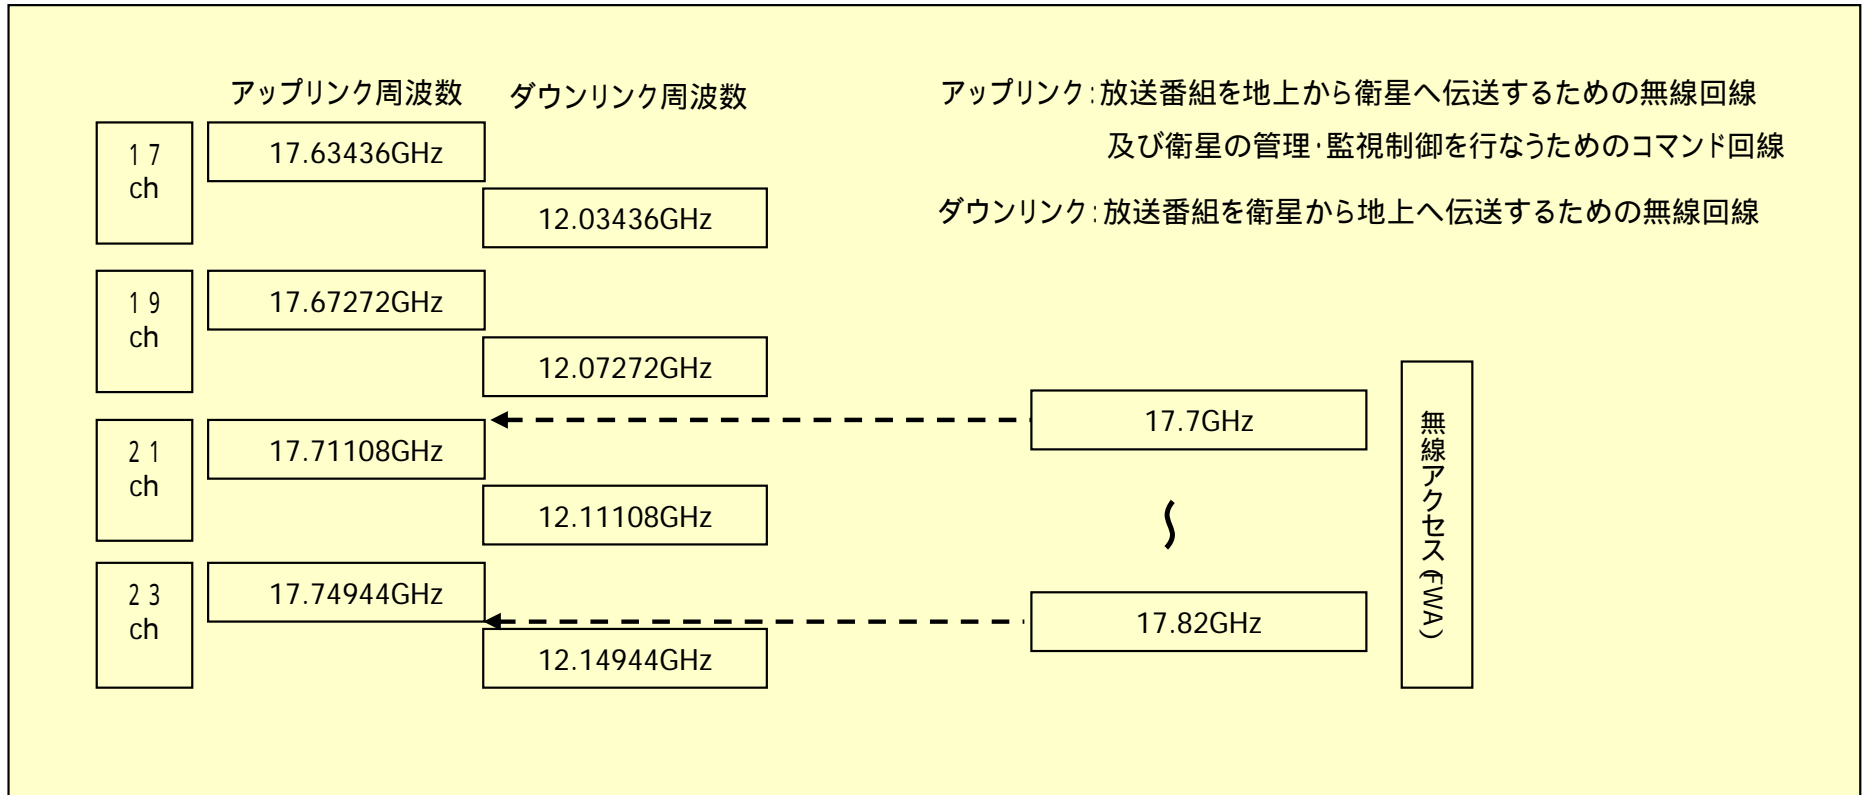 アップリンク周波数
ダウンリンク周波数
アップリンク:放送番組を地上から衛星へ伝送するための無線回線
及び衛星の管理・監視制御を行なうためのコマンド回線
ダウンリンク:放送番組を衛星から地上へ伝送するための無線回線
17
ch
17.63436GHz
12.03436GHz
19
ch
17.67272GHz
12.07272GHz
21
ch
17.71108GHz
12.11108GHz
23
ch
17.74944GHz
12.14944GHz
17.7GHz
〜
17.82GHz
無線アクセス(FWA)